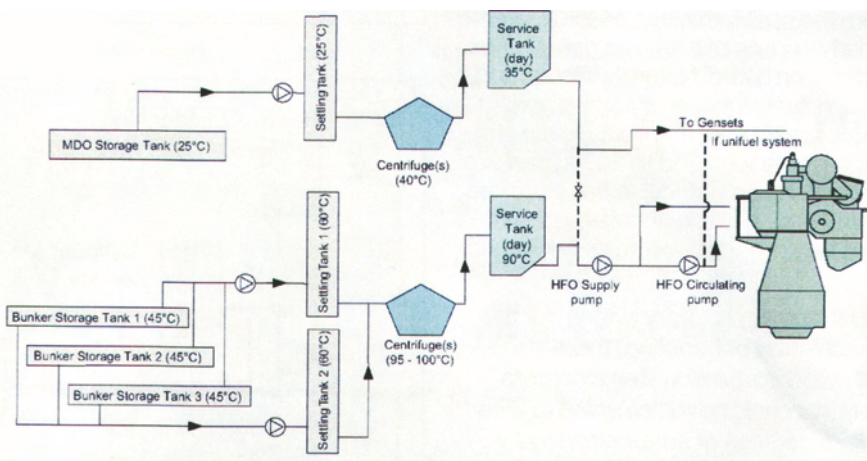 Service
Tank
(day)
35°C
Settling Tank (25°C)
MDO Storage Tank (25°C)
Centrifuge(s)
(40°C)
To Gensets
If unifuel system
Settling Tank 1 (60°C)
Service
Tank
(day)
90°C
HFO Supply
pump
HFO Circulating
pump
Bunker Storage Tank 1 (45°C)
Bunker Storage Tank 2 (45°C)
Bunker Storage Tank 3 (45°C)
Centrifuge(s)
(95 - 100°C)
Settling Tank 2 (60°C)